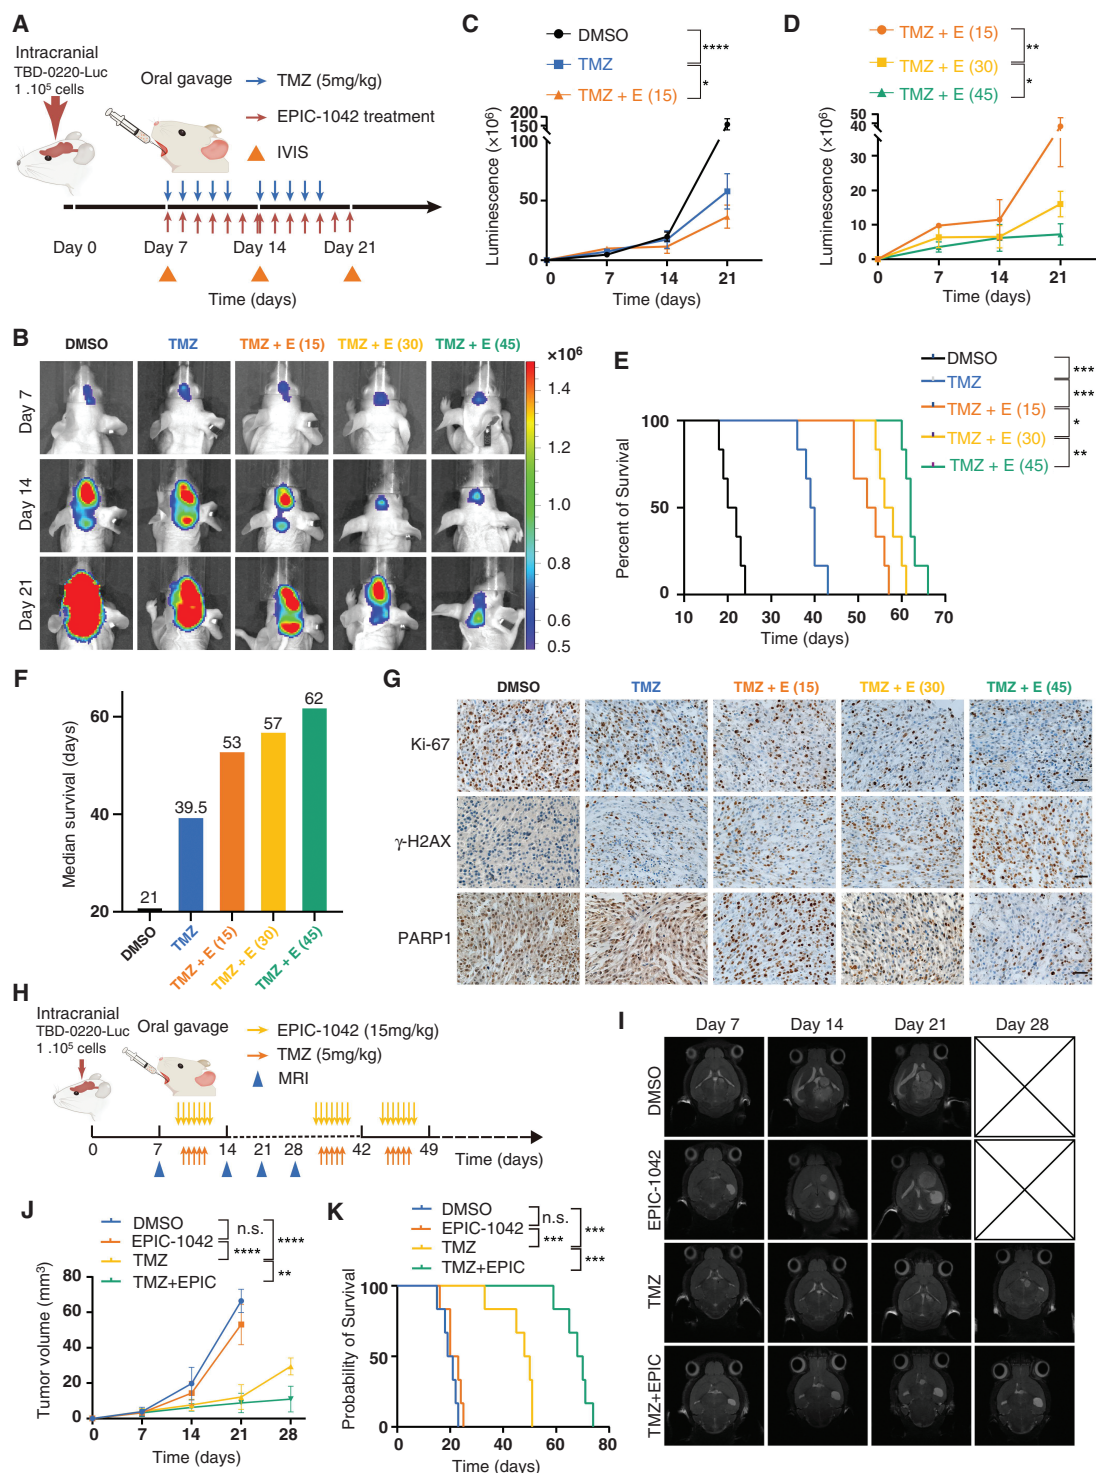 A
Intracranial
TBD-0220-Luc
1 .10⁵ cells
Oral gavage
TMZ (5mg/kg)
EPIC-1042 treatment
IVIS
Day 0
Day 7
Day 14
Day 21
Time (days)
B
DMSO
TMZ
TMZ + E (15)
TMZ + E (30)
TMZ + E (45)
Day 7
Day 14
Day 21
×10⁶
1.4
1.2
1.0
0.8
0.6
0.5
C
DMSO
TMZ
TMZ + E (15)
****
*
Luminescence (×10⁶)
200
150
100
50
0
0 7 14 21
Time (days)
D
TMZ + E (15)
TMZ + E (30)
TMZ + E (45)
**
*
Luminescence (×10⁶)
50
40
30
20
10
0
0 7 14 21
Time (days)
E
DMSO
TMZ
TMZ + E (15)
TMZ + E (30)
TMZ + E (45)
***
***
*
**
Percent of Survival
100
50
0
10 20 30 40 50 60 70
Time (days)
F
Median survival (days)
60
40
20
21
39.5
53
57
62
DMSO
TMZ
TMZ + E (15)
TMZ + E (30)
TMZ + E (45)
G
DMSO
TMZ
TMZ + E (15)
TMZ + E (30)
TMZ + E (45)
Ki-67
γ-H2AX
PARP1
H
Intracranial
TBD-0220-Luc
1 .10⁵ cells
Oral gavage
EPIC-1042 (15mg/kg)
TMZ (5mg/kg)
MRI
0 7 14 21 28 42 49 Time (days)
I
Day 7
Day 14
Day 21
Day 28
DMSO
EPIC-1042
TMZ
TMZ+EPIC
J
DMSO
EPIC-1042
TMZ
TMZ+EPIC
n.s.
****
****
**
Tumor volume (mm³)
80
60
40
20
0
0 7 14 21 28
Time (days)
K
DMSO
EPIC-1042
TMZ
TMZ+EPIC
n.s.
***
***
***
Probability of Survival
100
50
0
0 20 40 60 80
Time (days)